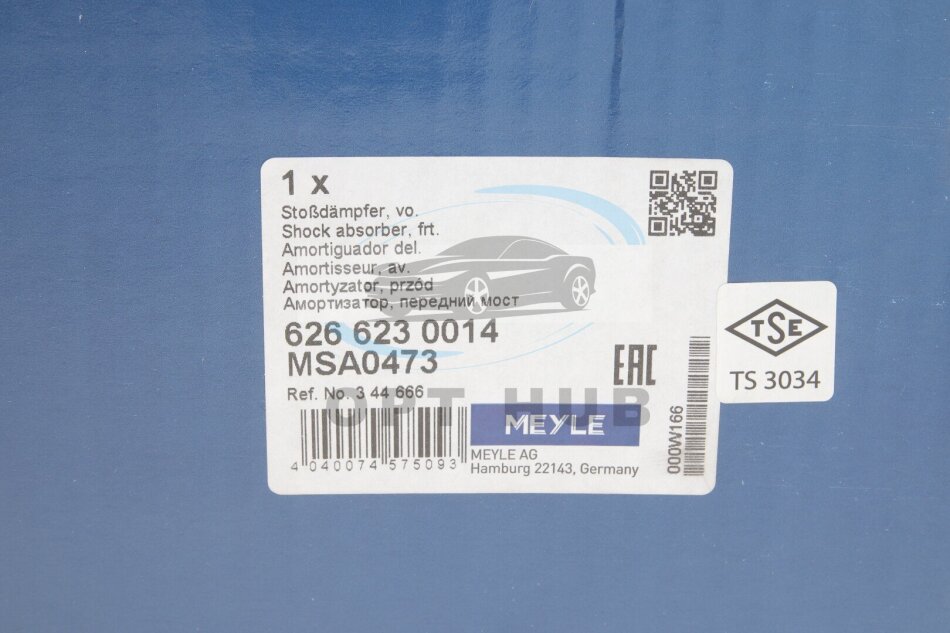 1 x
Stoßdämpfer, vo.
Shock absorber, frt.
Amortiguador del.
Amortisseur, av.
Amortyzator, przód
Амортизатор, передний мост
626 623 0014
MSA0473
Ref. No. 3 44 666
OPT HUB
4 040074 575093
MEYLE
MEYLE AG
Hamburg 22143, Germany
EAC
000W166
TSE
TS 3034